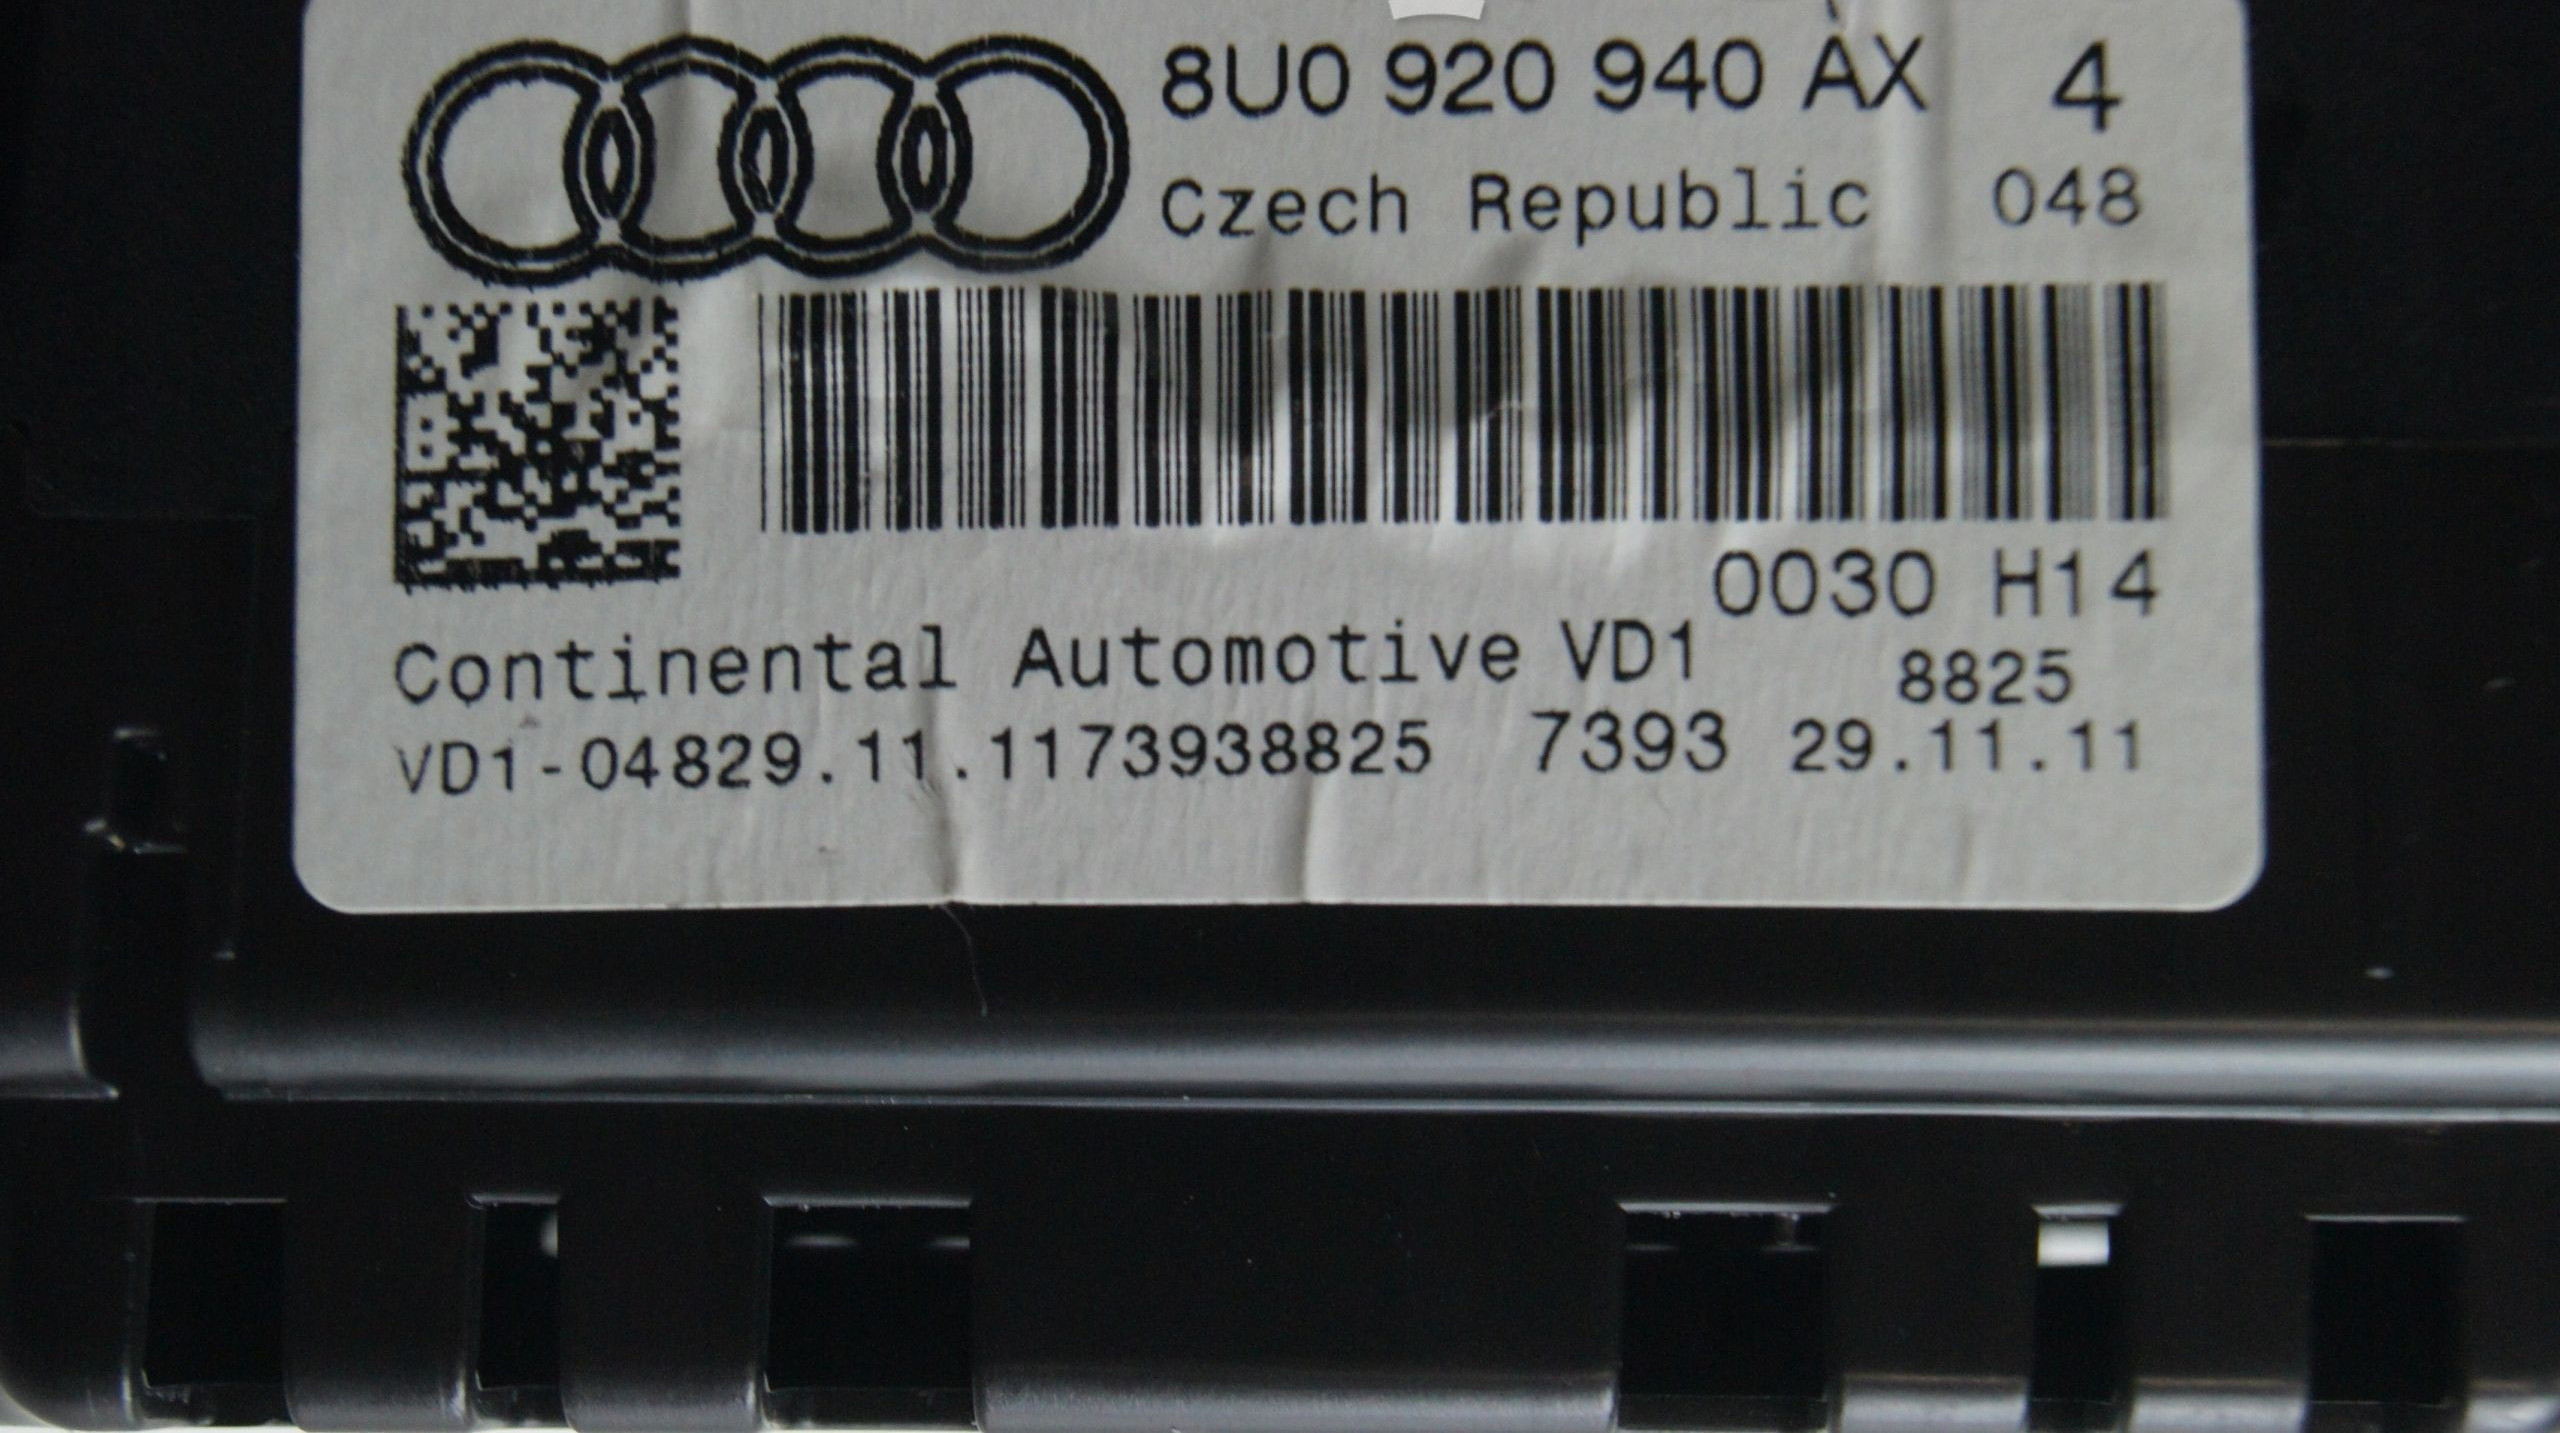 8U0 920 940 AX 4
Czech Republic 048
0030 H14
Continental Automotive VD1 8825
VD1-04829.11.1173938825 7393 29.11.11